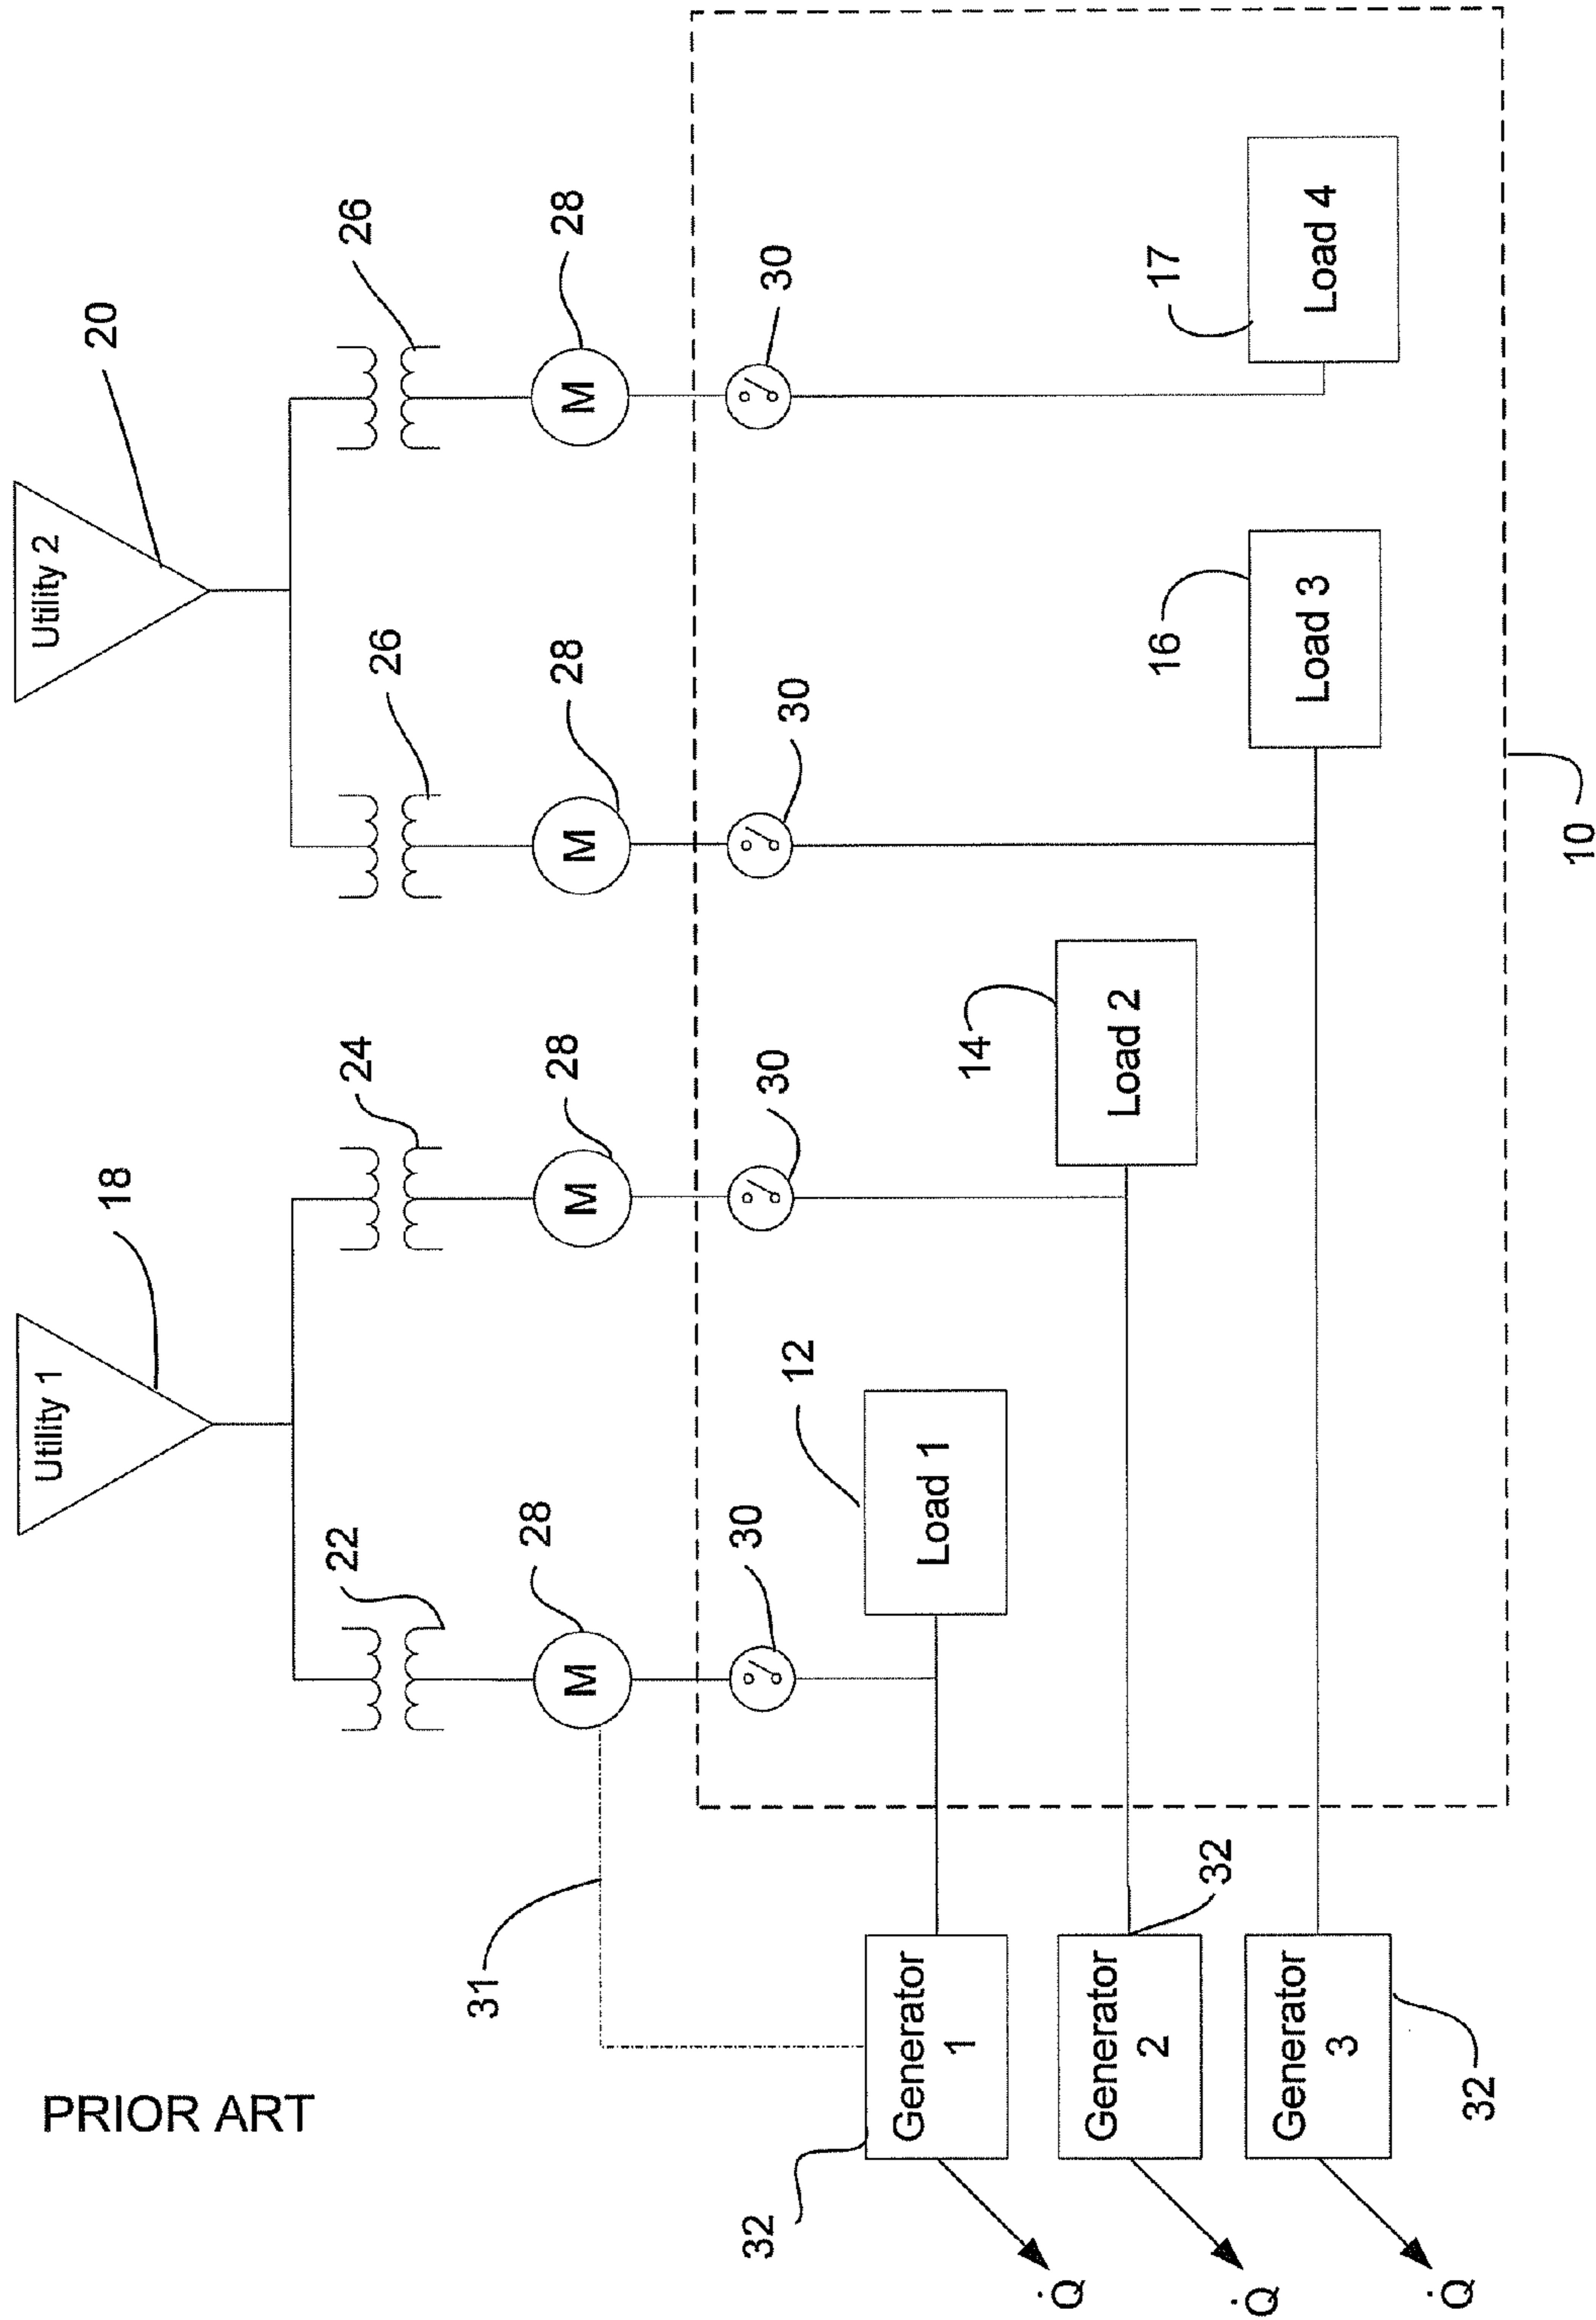 PRIOR ART
Utility 1
18
Utility 2
20
22
24
26
26
28
28
28
28
M
M
M
M
31
30
30
30
30
12
Load 1
14
Load 2
16
Load 3
17
Load 4
32
Generator
1
32
Generator
2
Generator
3
32
Q̇
Q̇
Q̇
10